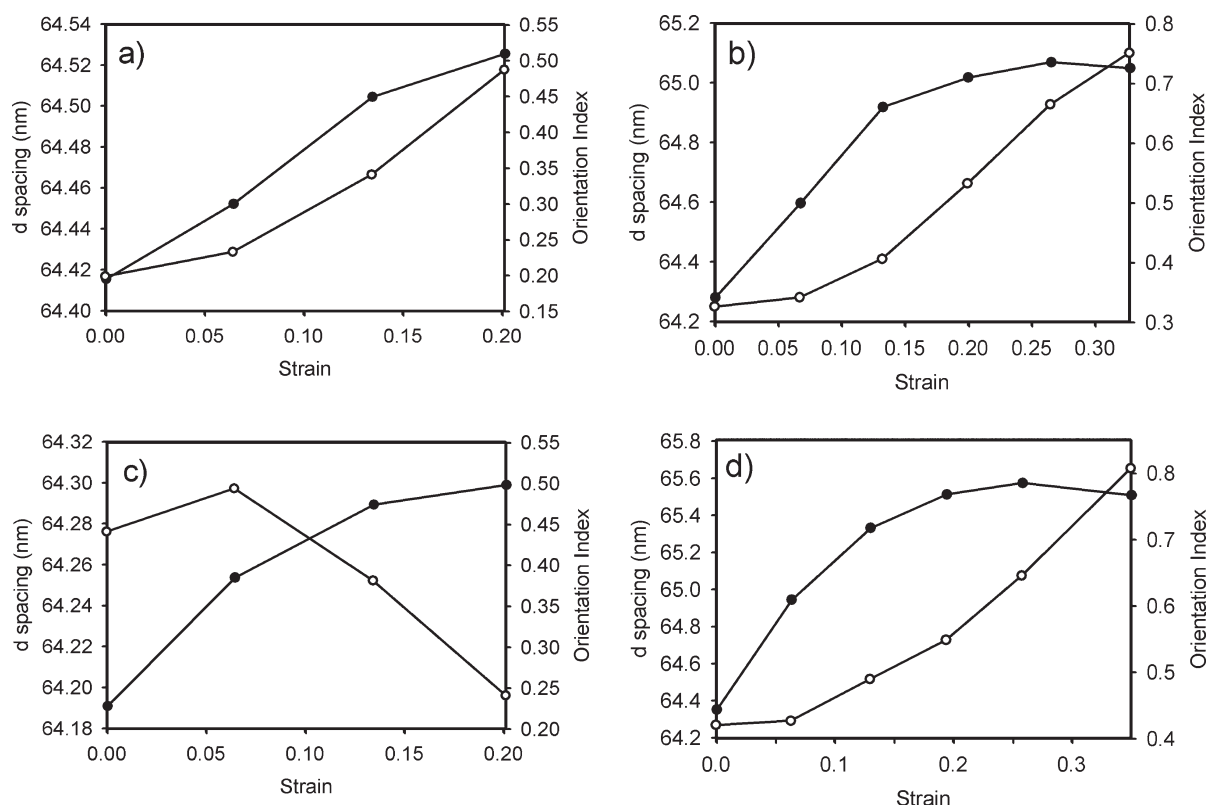 a)
d spacing (nm)
64.54
64.52
64.50
64.48
64.46
64.44
64.42
64.40
0.55
0.50
0.45
0.40
0.35
0.30
0.25
0.20
0.15
Orientation Index
0.00 0.05 0.10 0.15 0.20
Strain
b)
d spacing (nm)
65.2
65.0
64.8
64.6
64.4
64.2
0.8
0.7
0.6
0.5
0.4
0.3
Orientation Index
0.00 0.05 0.10 0.15 0.20 0.25 0.30
Strain
c)
d spacing (nm)
64.32
64.30
64.28
64.26
64.24
64.22
64.20
64.18
0.55
0.50
0.45
0.40
0.35
0.30
0.25
0.20
Orientation Index
0.00 0.05 0.10 0.15 0.20
Strain
d)
d spacing (nm)
65.8
65.6
65.4
65.2
65.0
64.8
64.6
64.4
64.2
0.8
0.7
0.6
0.5
0.4
Orientation Index
0.0 0.1 0.2 0.3
Strain